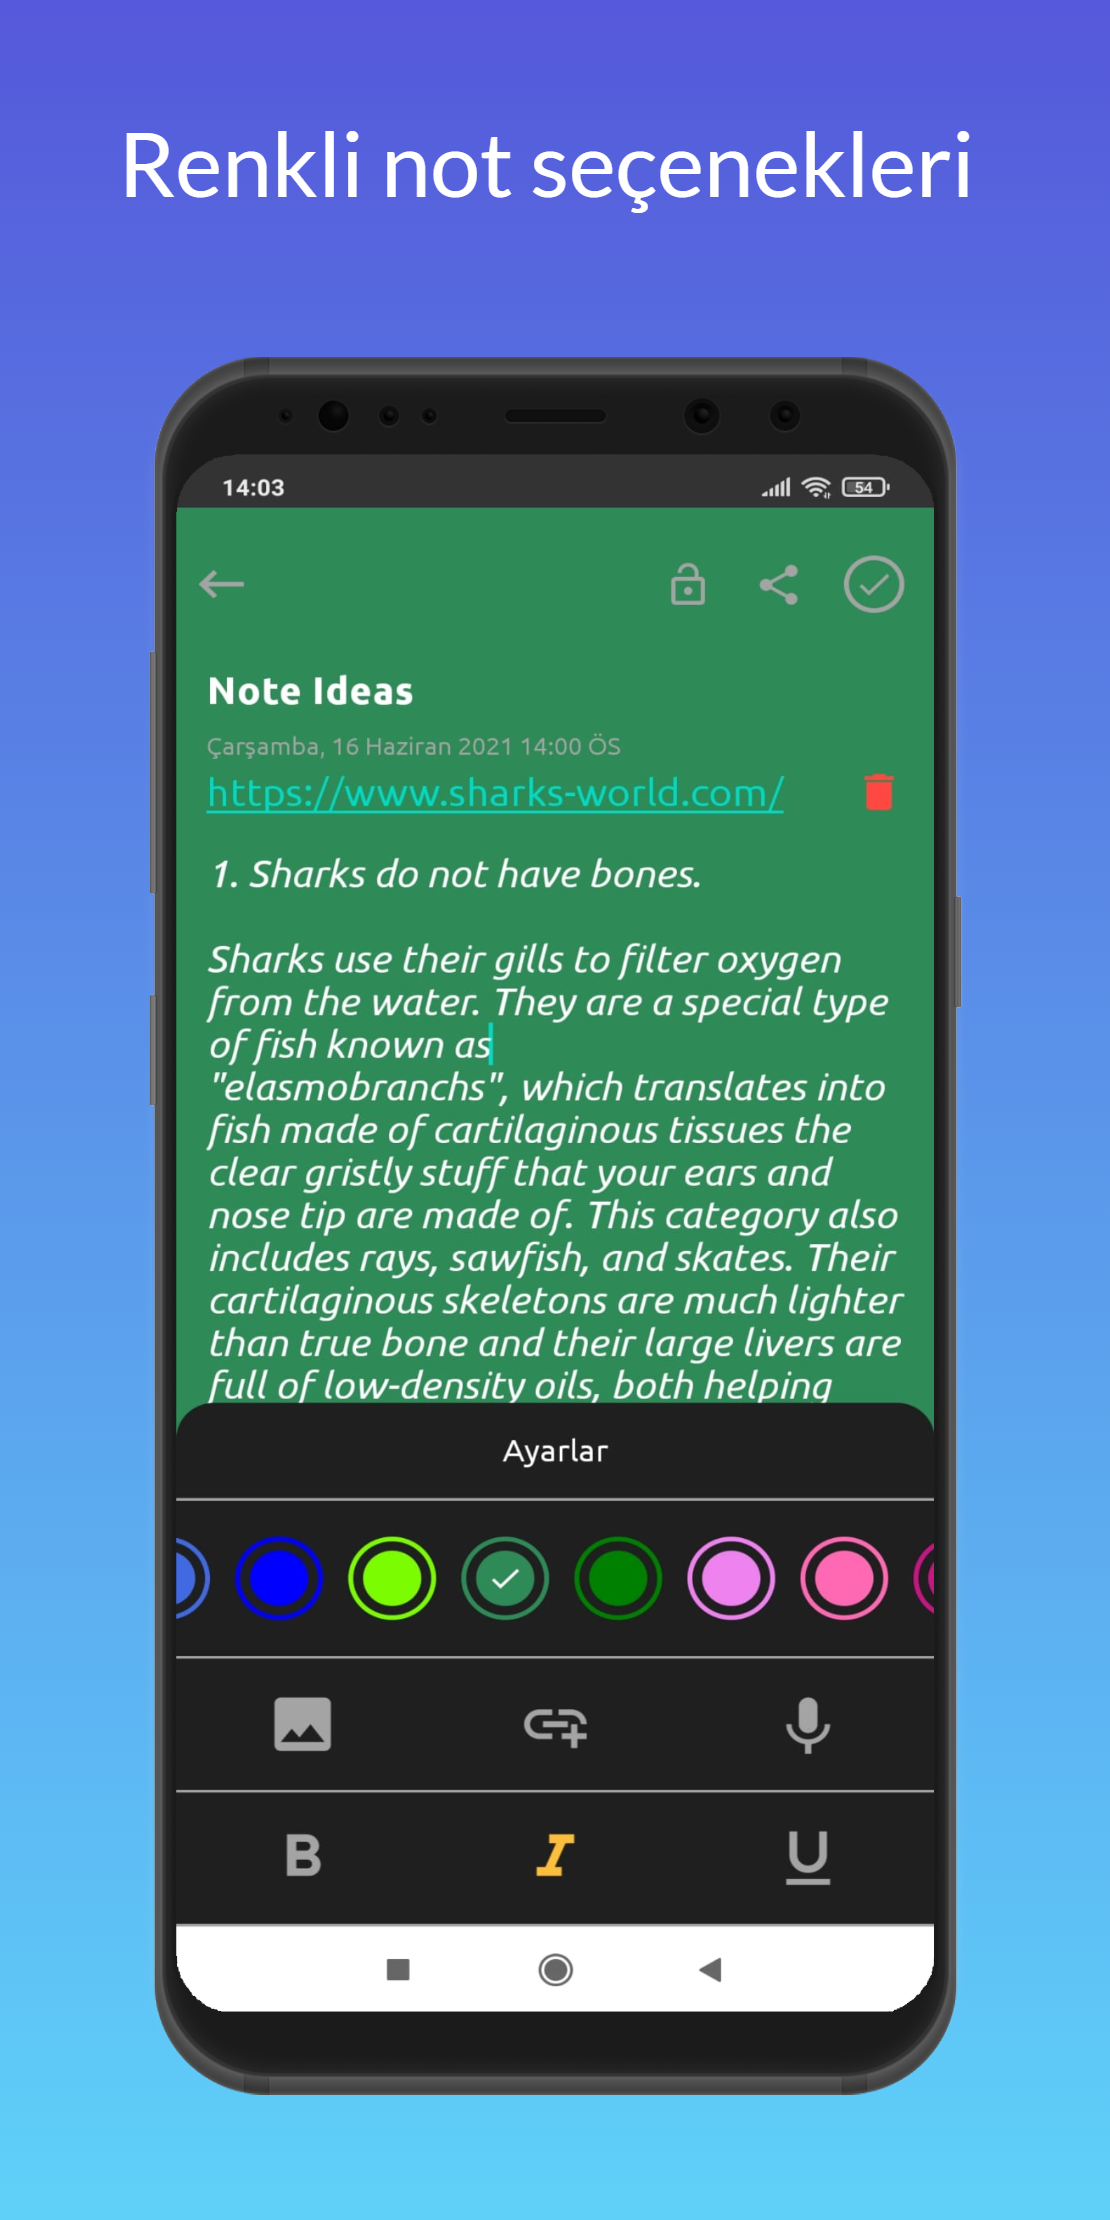 Renkli not seçenekleri
14:03
54
Note Ideas
Çarşamba, 16 Haziran 2021 14:00 ÖS
https://www.sharks-world.com/
1. Sharks do not have bones.
Sharks use their gills to filter oxygen
from the water. They are a special type
of fish known as
"elasmobranchs", which translates into
fish made of cartilaginous tissues the
clear gristly stuff that your ears and
nose tip are made of. This category also
includes rays, sawfish, and skates. Their
cartilaginous skeletons are much lighter
than true bone and their large livers are
full of low-density oils, both helping
Ayarlar
B I U